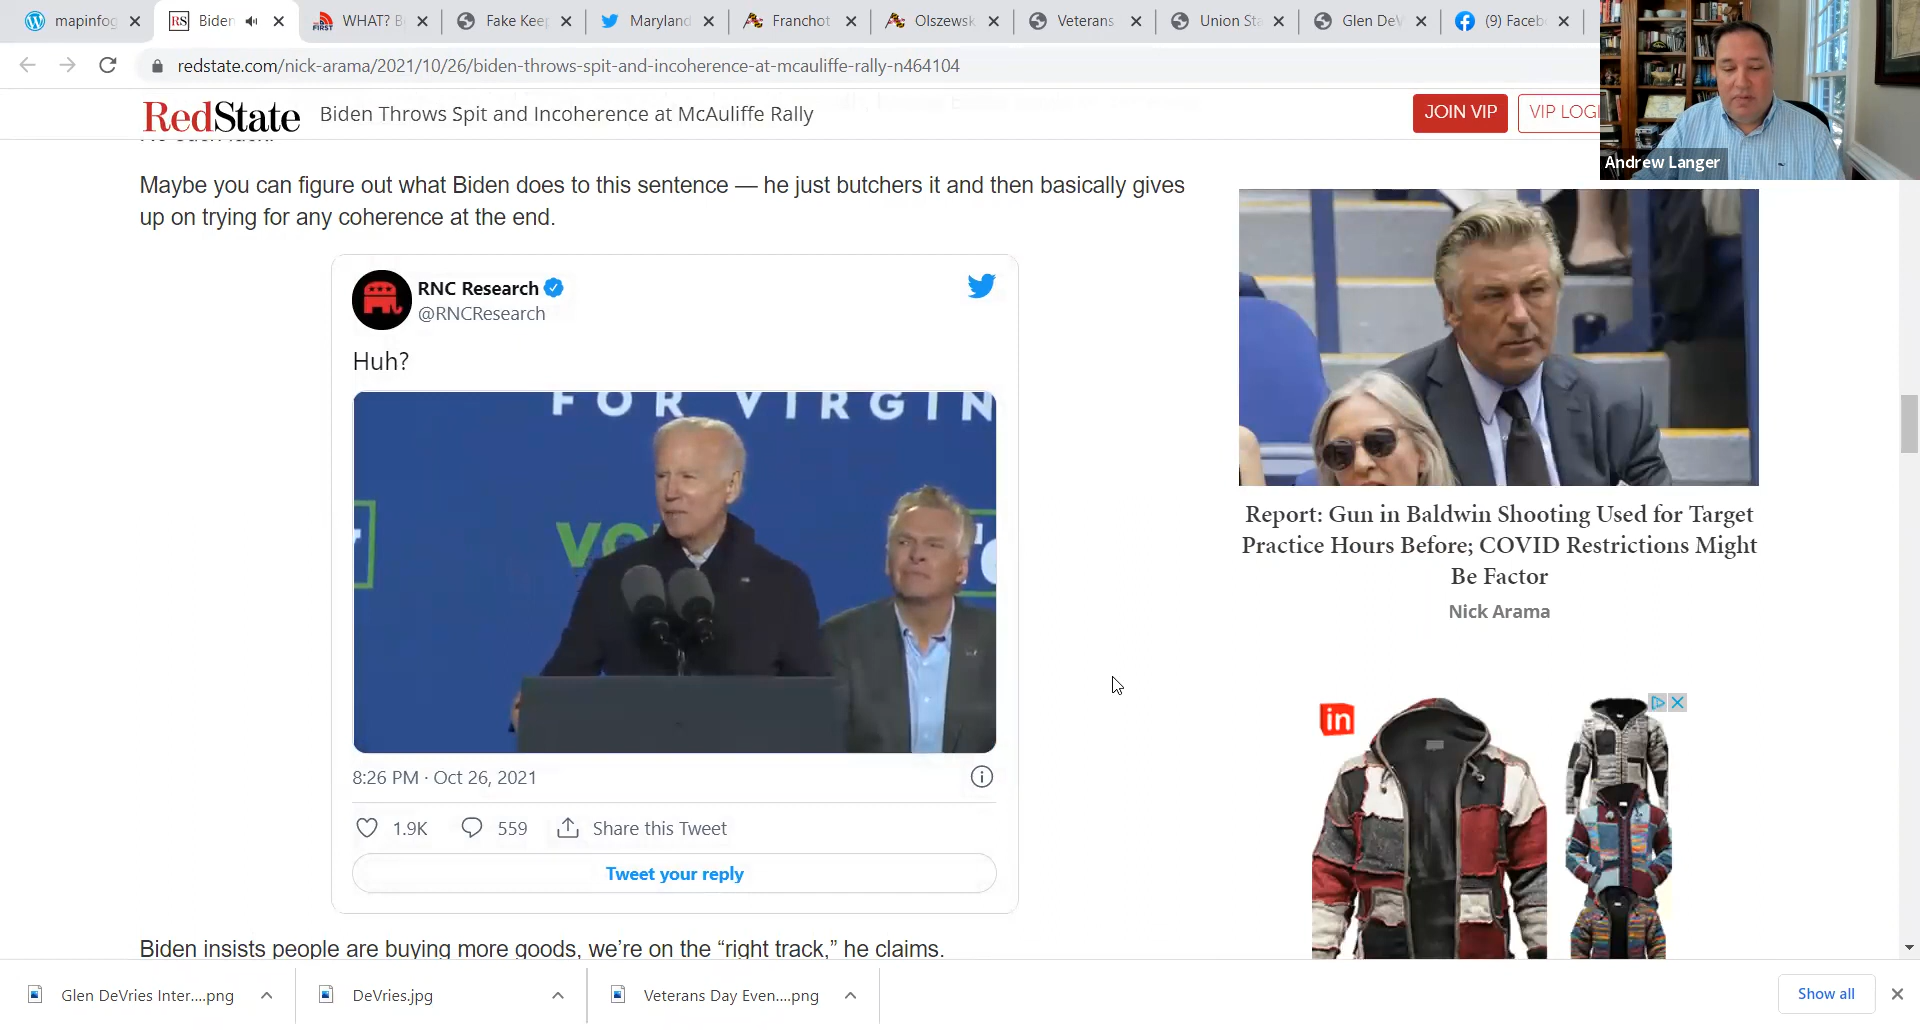 mapinfog
Biden
WHAT? B
Fake Kee
Maryland
Franchot
Olszewsk
Veterans
Union Sta
Glen DeV
(9) Faceb
redstate.com/nick-arama/2021/10/26/biden-throws-spit-and-incoherence-at-mcauliffe-rally-n464104
RedState
Biden Throws Spit and Incoherence at McAuliffe Rally
JOIN VIP
VIP LOGI
Andrew Langer
Maybe you can figure out what Biden does to this sentence — he just butchers it and then basically gives
up on trying for any coherence at the end.
RNC Research
@RNCResearch
Huh?
FOR VIRGIN
VO
8:26 PM · Oct 26, 2021
1.9K
559
Share this Tweet
Tweet your reply
Biden insists people are buying more goods, we’re on the “right track,” he claims.
Report: Gun in Baldwin Shooting Used for Target
Practice Hours Before; COVID Restrictions Might
Be Factor
Nick Arama
in
Glen DeVries Inter....png
DeVries.jpg
Veterans Day Even....png
Show all